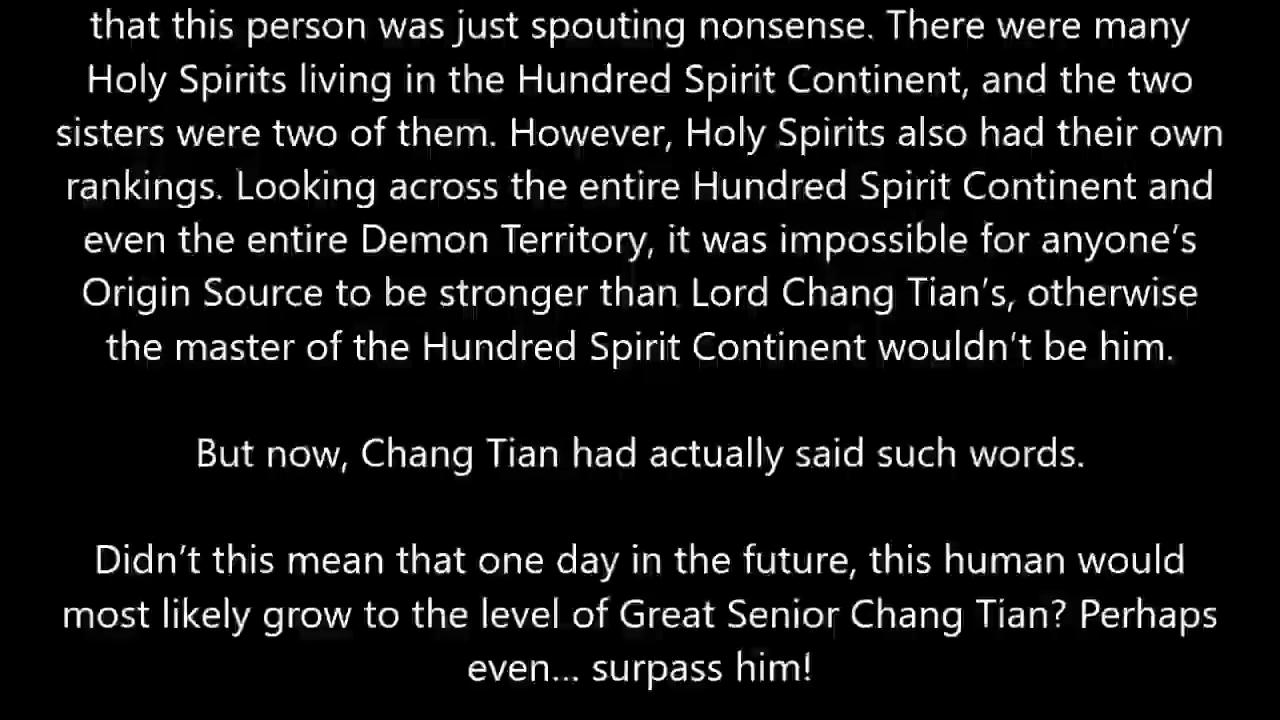 that this person was just spouting nonsense. There were many
Holy Spirits living in the Hundred Spirit Continent, and the two
sisters were two of them. However, Holy Spirits also had their own
rankings. Looking across the entire Hundred Spirit Continent and
even the entire Demon Territory, it was impossible for anyone’s
Origin Source to be stronger than Lord Chang Tian’s, otherwise
the master of the Hundred Spirit Continent wouldn’t be him.
But now, Chang Tian had actually said such words.
Didn’t this mean that one day in the future, this human would
most likely grow to the level of Great Senior Chang Tian? Perhaps
even… surpass him!